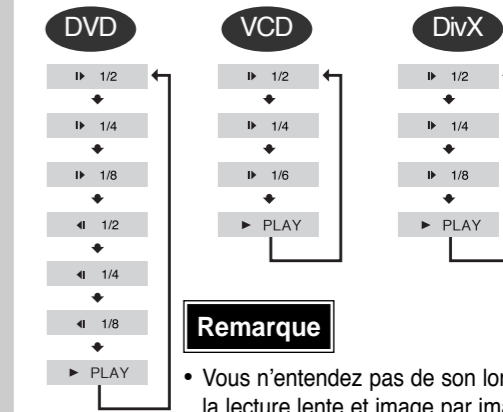 DVD
VCD
DivX
1/2
1/4
1/8
1/2
1/4
1/8
PLAY
1/2
1/4
1/6
PLAY
1/2
1/4
1/8
PLAY
Remarque
• Vous n'entendez pas de son
la lecture lente et image par